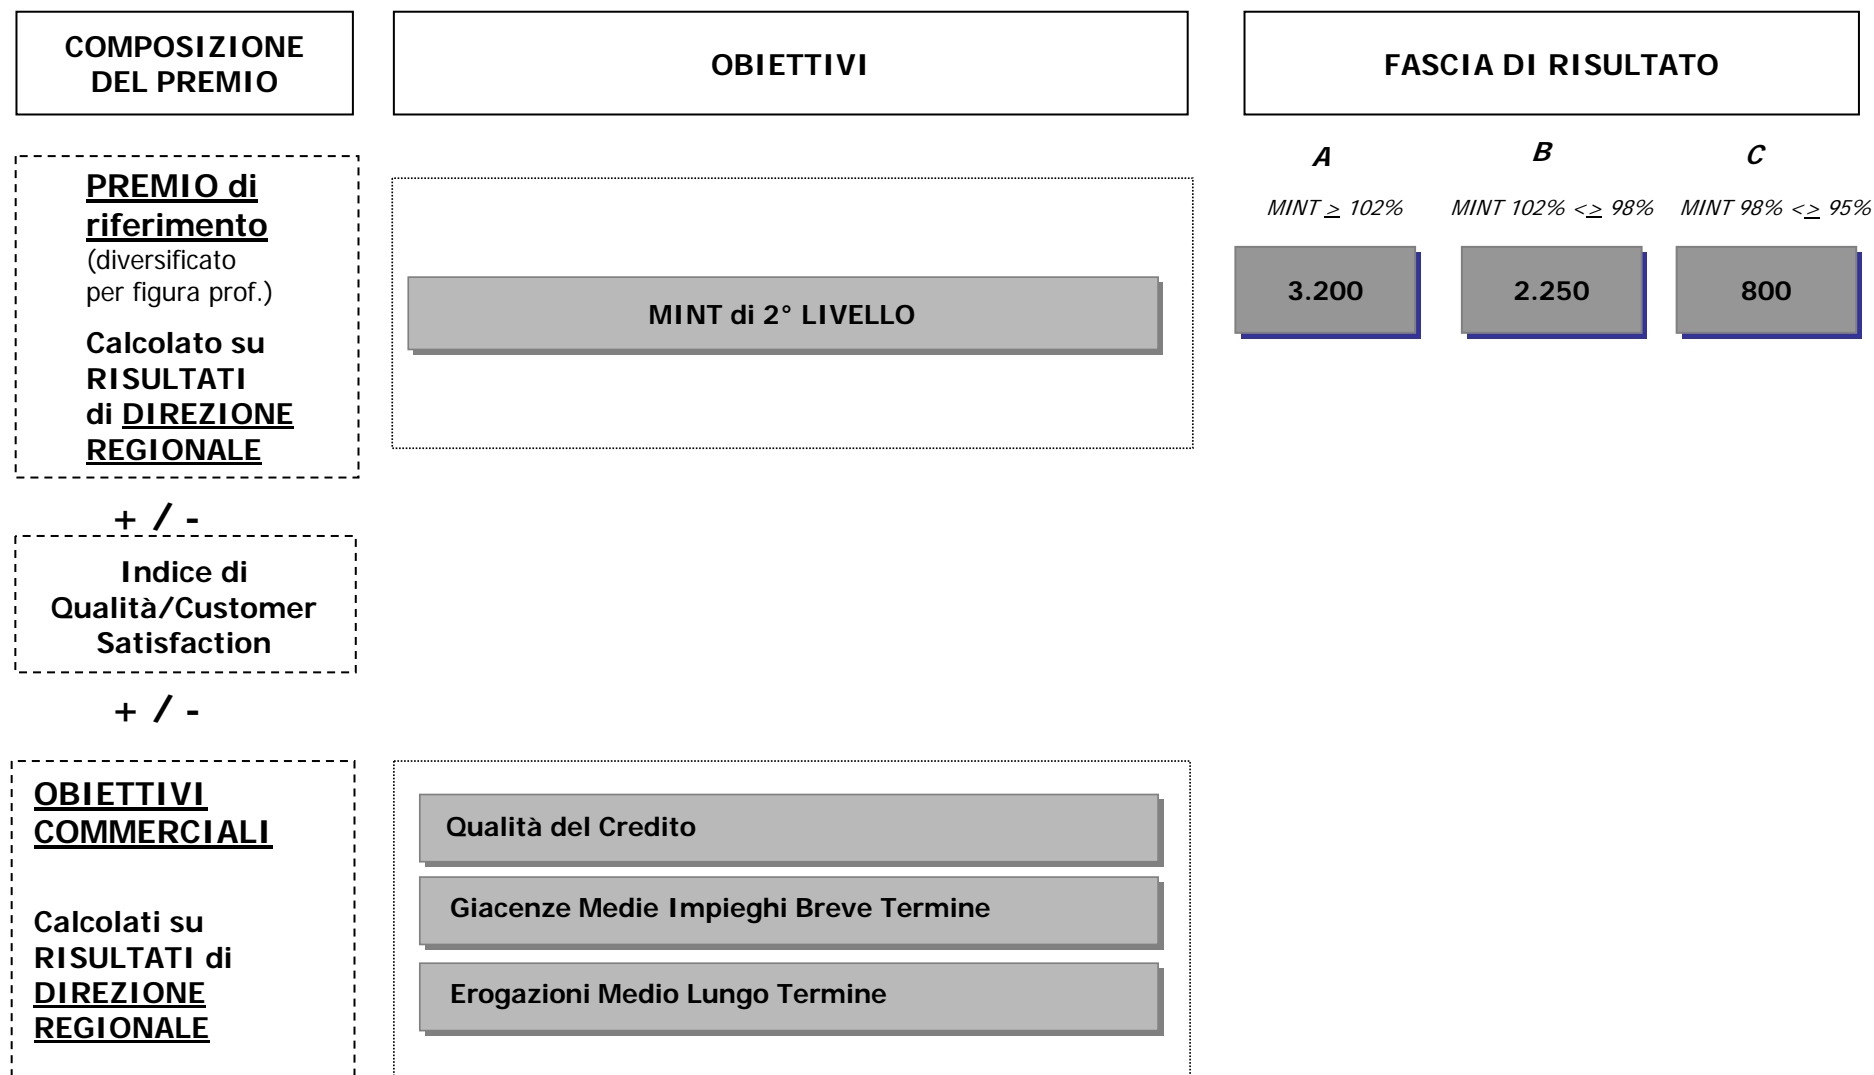 COMPOSIZIONE
DEL PREMIO
OBIETTIVI
FASCIA DI RISULTATO
PREMIO di
riferimento
(diversificato
per figura prof.)
Calcolato su
RISULTATI
di DIREZIONE
REGIONALE
MINT di 2° LIVELLO
A
B
C
MINT ≥ 102%
MINT 102% <≥ 98%
MINT 98% <≥ 95%
3.200
2.250
800
+ / -
Indice di
Qualità/Customer
Satisfaction
+ / -
OBIETTIVI
COMMERCIALI
Calcolati su
RISULTATI di
DIREZIONE
REGIONALE
Qualità del Credito
Giacenze Medie Impieghi Breve Termine
Erogazioni Medio Lungo Termine